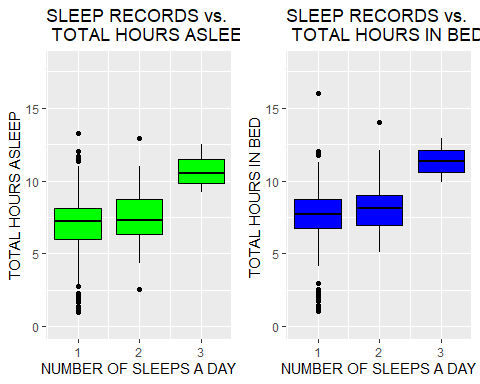 SLEEP RECORDS vs.
TOTAL HOURS ASLEE
TOTAL HOURS ASLEEP
15
10
5
0
1 2 3
NUMBER OF SLEEPS A DAY
SLEEP RECORDS vs.
TOTAL HOURS IN BED
TOTAL HOURS IN BED
15
10
5
0
1 2 3
NUMBER OF SLEEPS A DAY